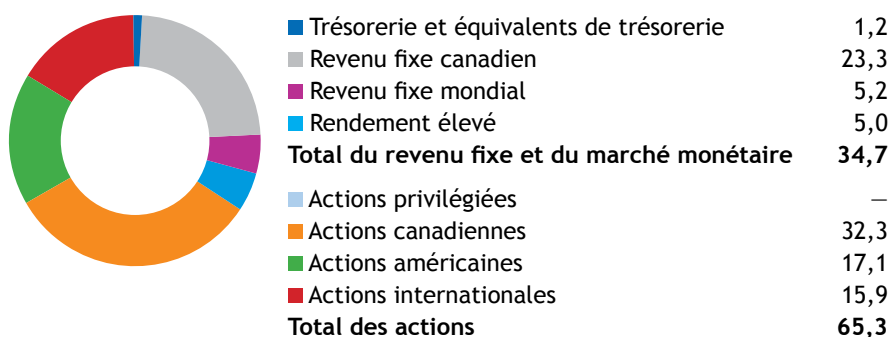 Trésorerie et équivalents de trésorerie 1,2
Revenu fixe canadien 23,3
Revenu fixe mondial 5,2
Rendement élevé 5,0
Total du revenu fixe et du marché monétaire 34,7
Actions privilégiées —
Actions canadiennes 32,3
Actions américaines 17,1
Actions internationales 15,9
Total des actions 65,3